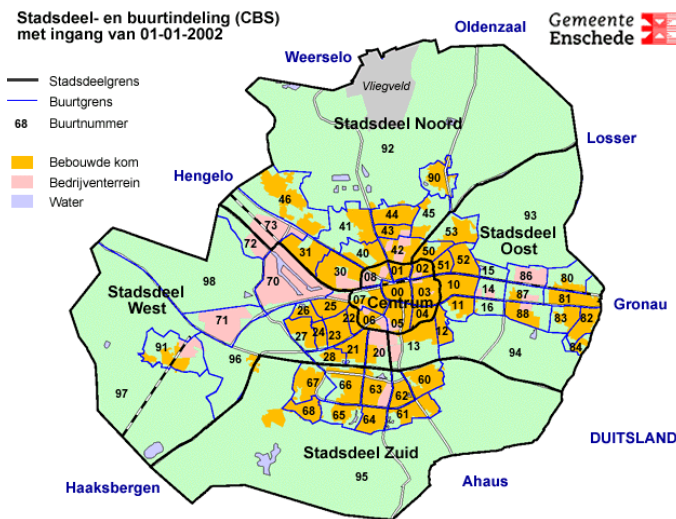 Stadsdeel- en buurtindeling (CBS)
met ingang van 01-01-2002
Gemeente
Enschede
Stadsdeelgrens
Buurtgrens
68 Buurtnummer
Bebouwde kom
Bedrijventerrein
Water
Oldenzaal
Weerselo
Vliegveld
Stadsdeel Noord
92
Losser
90
Hengelo
46
93
44
45
41
43
53
Stadsdeel
Oost
73
72
42
50
31
40
52
51
30
08
01
02
15
86
80
98
70
00
03
10
14
87
81
Gronau
Stadsdeel
West
07
Centrum
26
25
11
16
88
83
82
71
22
06
05
04
12
27
24
23
91
21
20
13
94
84
96
28
97
67
66
63
60
62
68
65
64
61
Stadsdeel Zuid
95
DUITSLAND
Haaksbergen
Ahaus